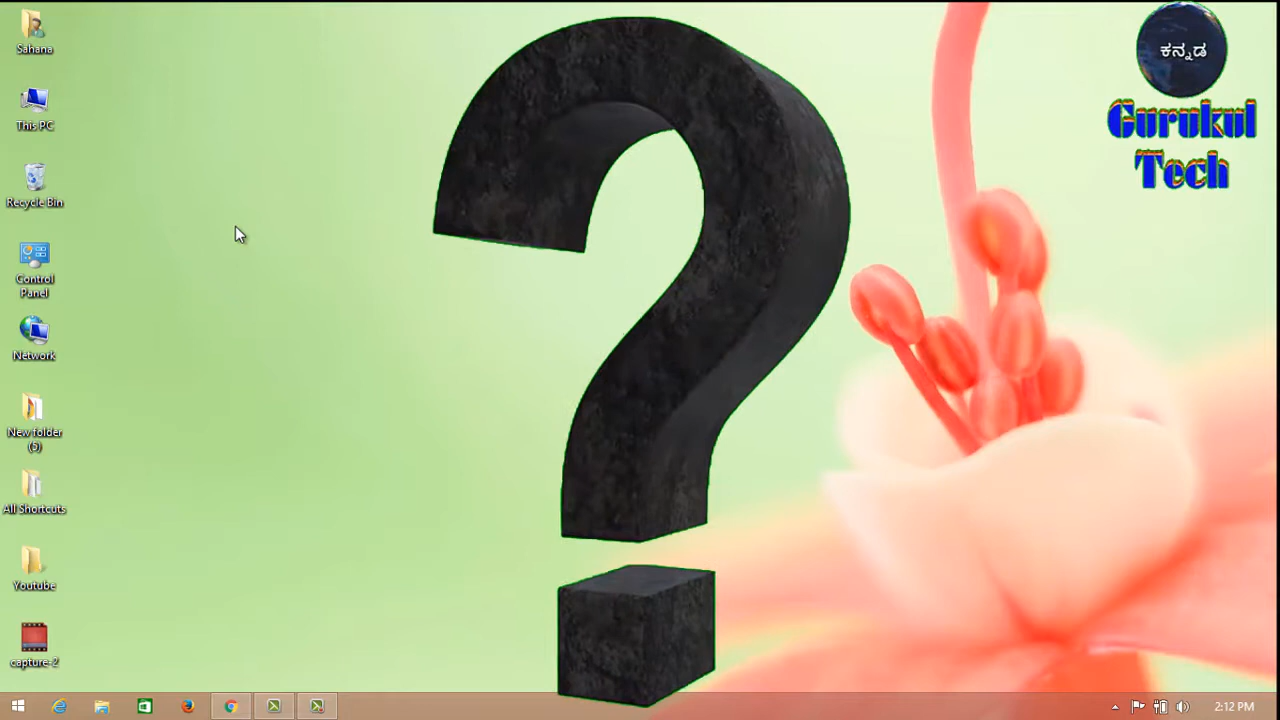 Sahana
This PC
Recycle Bin
Control
Panel
Network
New folder
(5)
All Shortcuts
Youtube
capture-2
?
ಕನ್ನಡ
Gurukul
Tech
2:12 PM